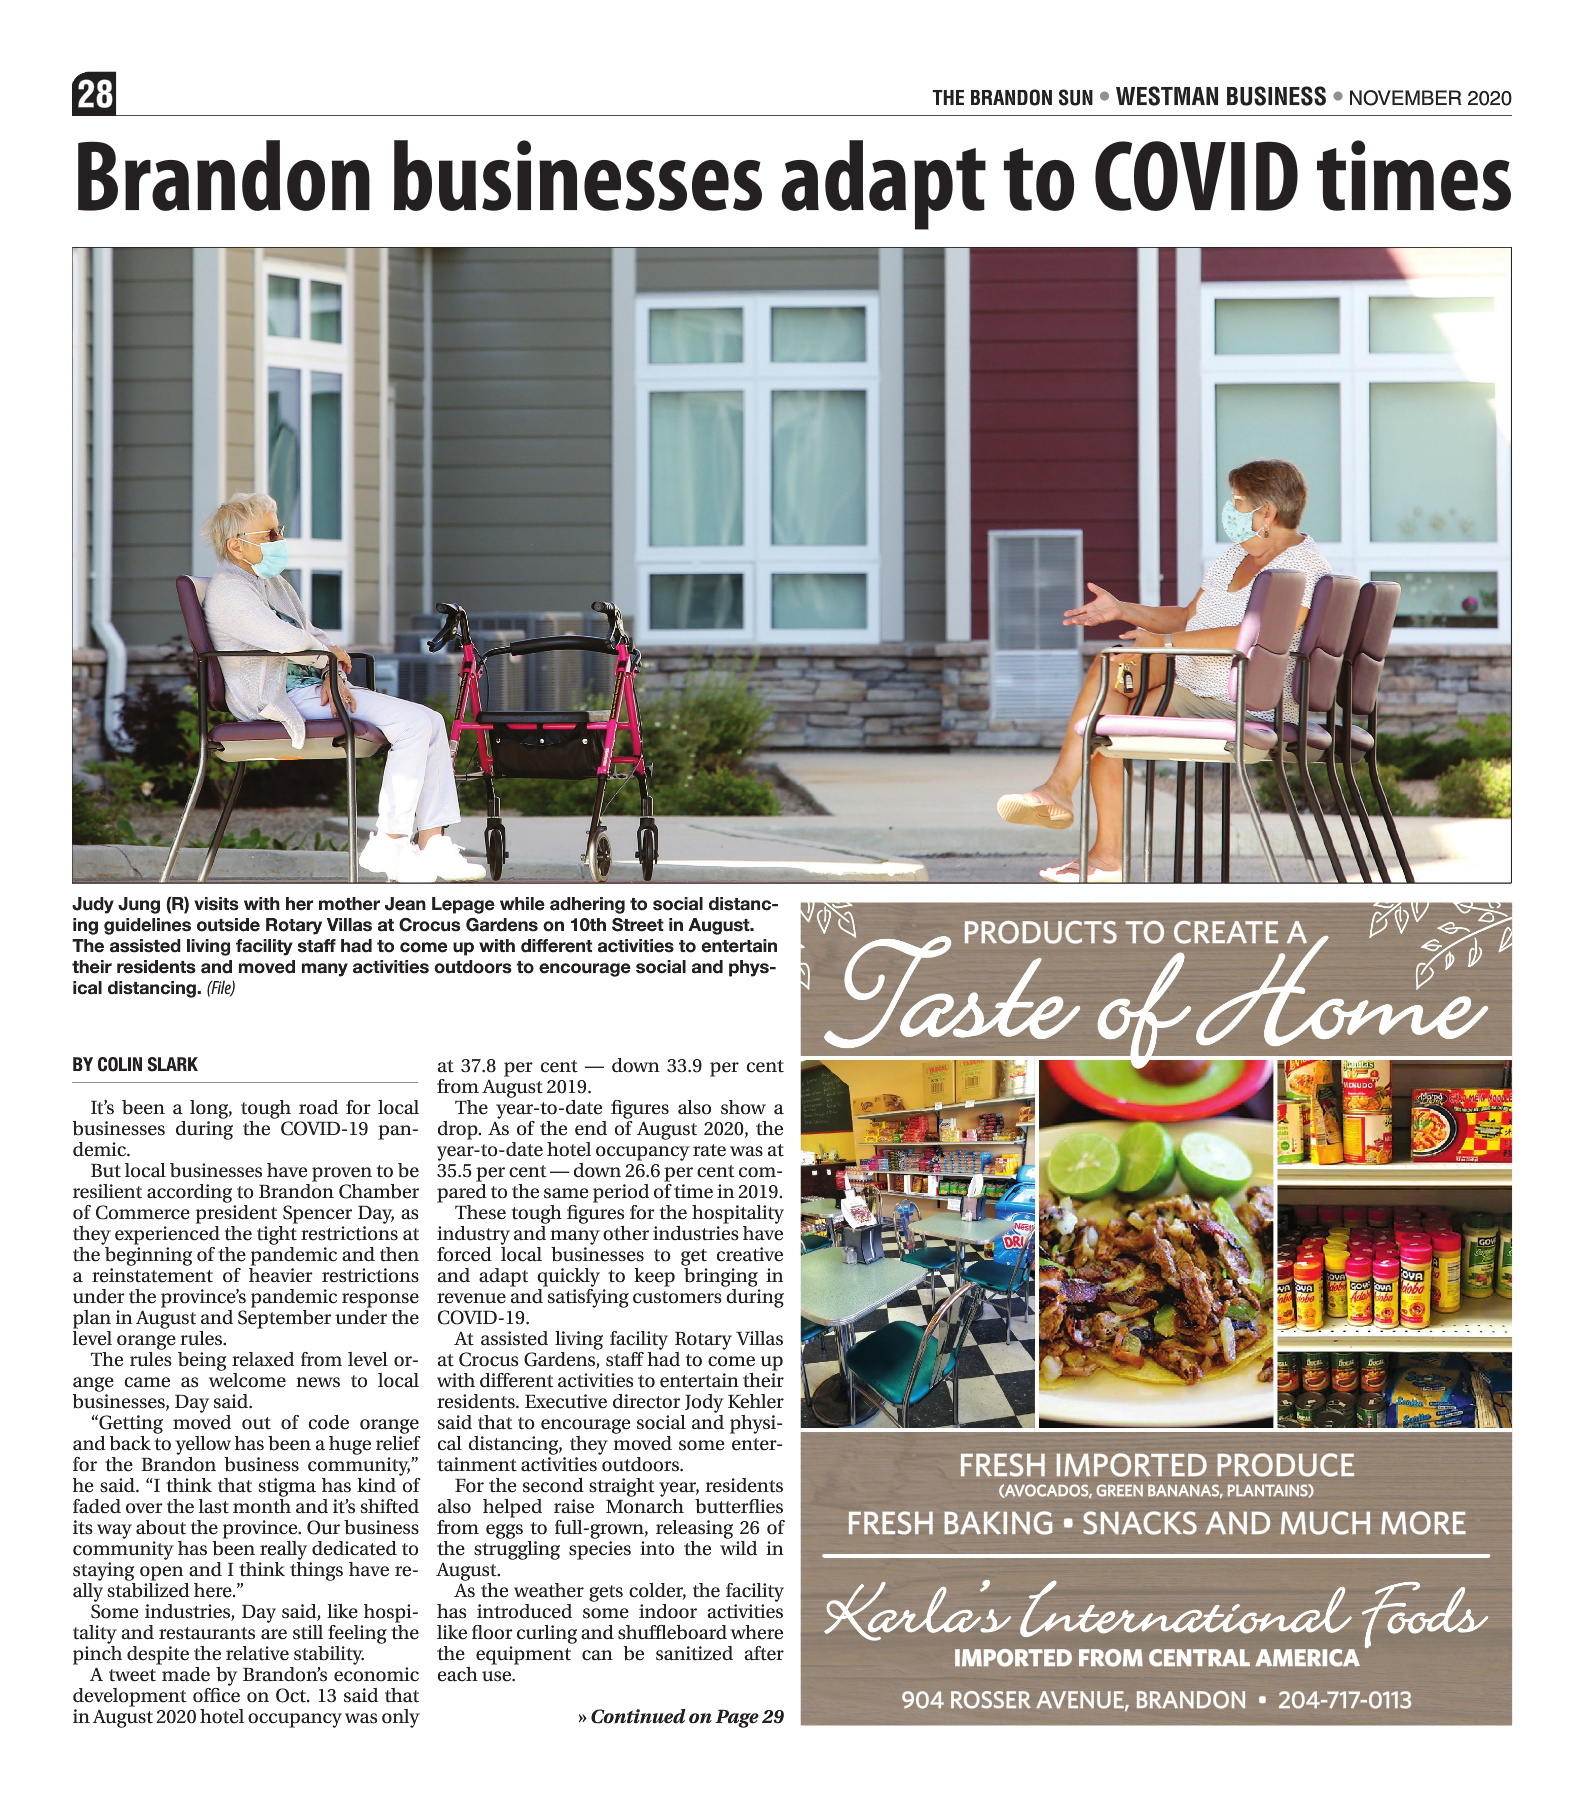 28
THE BRANDON SUN • WESTMAN BUSINESS • NOVEMBER 2020
Brandon businesses adapt to COVID times
Judy Jung (R) visits with her mother Jean Lepage while adhering to social distanc-
ing guidelines outside Rotary Villas at Crocus Gardens on 10th Street in August.
The assisted living facility staff had to come up with different activities to entertain
their residents and moved many activities outdoors to encourage social and phys-
ical distancing. (File)
BY COLIN SLARK
It’s been a long, tough road for local
businesses during the COVID-19 pan-
demic.
But local businesses have proven to be
resilient according to Brandon Chamber
of Commerce president Spencer Day, as
they experienced the tight restrictions at
the beginning of the pandemic and then
a reinstatement of heavier restrictions
under the province’s pandemic response
plan in August and September under the
level orange rules.
The rules being relaxed from level or-
ange came as welcome news to local
businesses, Day said.
“Getting moved out of code orange
and back to yellow has been a huge relief
for the Brandon business community,”
he said. “I think that stigma has kind of
faded over the last month and it’s shifted
its way about the province. Our business
community has been really dedicated to
staying open and I think things have re-
ally stabilized here.”
Some industries, Day said, like hospi-
tality and restaurants are still feeling the
pinch despite the relative stability.
A tweet made by Brandon’s economic
development office on Oct. 13 said that
in August 2020 hotel occupancy was only
at 37.8 per cent — down 33.9 per cent
from August 2019.
The year-to-date figures also show a
drop. As of the end of August 2020, the
year-to-date hotel occupancy rate was at
35.5 per cent — down 26.6 per cent com-
pared to the same period of time in 2019.
These tough figures for the hospitality
industry and many other industries have
forced local businesses to get creative
and adapt quickly to keep bringing in
revenue and satisfying customers during
COVID-19.
At assisted living facility Rotary Villas
at Crocus Gardens, staff had to come up
with different activities to entertain their
residents. Executive director Jody Kehler
said that to encourage social and physi-
cal distancing, they moved some enter-
tainment activities outdoors.
For the second straight year, residents
also helped raise Monarch butterflies
from eggs to full-grown, releasing 26 of
the struggling species into the wild in
August.
As the weather gets colder, the facility
has introduced some indoor activities
like floor curling and shuffleboard where
the equipment can be sanitized after
each use.
» Continued on Page 29
PRODUCTS TO CREATE A
Taste of Home
MENUDO
GOYA
GOYA
Adobo
DUCAL
FRESH IMPORTED PRODUCE
(AVOCADOS, GREEN BANANAS, PLANTAINS)
FRESH BAKING • SNACKS AND MUCH MORE
Karla’s International Foods
IMPORTED FROM CENTRAL AMERICA
904 ROSSER AVENUE, BRANDON • 204-717-0113